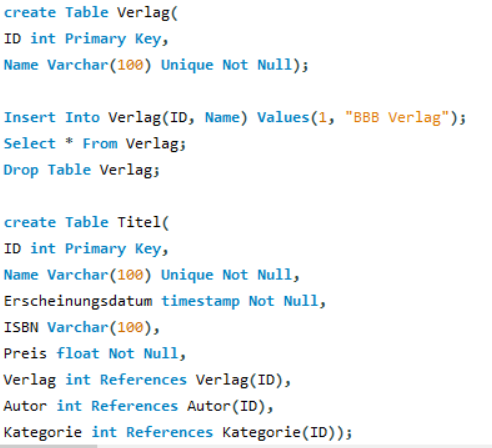 create Table Verlag(
ID int Primary Key,
Name Varchar(100) Unique Not Null);
Insert Into Verlag(ID, Name) Values(1, "BBB Verlag");
Select * From Verlag;
Drop Table Verlag;
create Table Titel(
ID int Primary Key,
Name Varchar(100) Unique Not Null,
Erscheinungsdatum timestamp Not Null,
ISBN Varchar(100),
Preis float Not Null,
Verlag int References Verlag(ID),
Autor int References Autor(ID),
Kategorie int References Kategorie(ID));